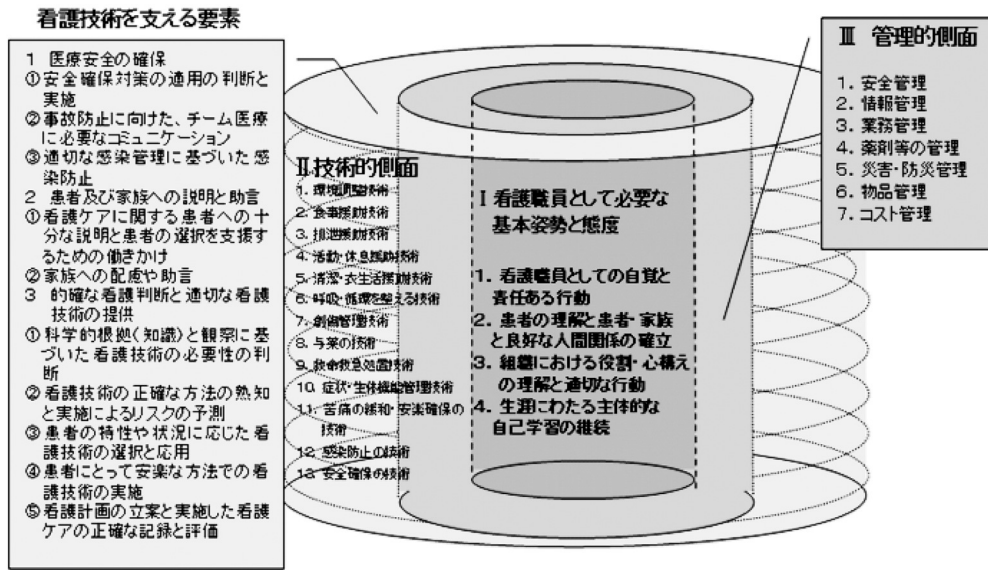 看護技術を支える要素
1 医療安全の確保
①安全確保対策の適用の判断と
実施
②事故防止に向けた、チーム医療
に必要なコミュニケーション
③適切な感染管理に基づいた感
染防止
2 患者及び家族への説明と助言
①看護ケアに関する患者への十
分な説明と患者の選択を支援す
るための働きかけ
②家族への配慮や助言
3 的確な看護判断と適切な看護
技術の提供
①科学的根拠(知識)と観察に基
づいた看護技術の必要性の判
断
②看護技術の正確な方法の熟知
と実施によるリスクの予測
③患者の特性や状況に応じた看
護技術の選択と応用
④患者にとって安楽な方法での看
護技術の実施
⑤看護計画の立案と実施した看護
ケアの正確な記録と評価
Ⅱ技術的側面
1. 環境調整技術
2. 食事援助技術
3. 排泄援助技術
4. 活動・休息援助技術
5. 清潔・衣生活援助技術
6. 呼吸・循環を整える技術
7. 創傷管理技術
8. 与薬の技術
9. 救命救急処置技術
10. 症状・生体機能管理技術
11. 苦痛の緩和・安楽確保の
技術
12. 感染防止の技術
13. 安全確保の技術
Ⅰ 看護職員として必要な
基本姿勢と態度
1. 看護職員としての自覚と
責任ある行動
2. 患者の理解と患者・家族
と良好な人間関係の確立
3. 組織における役割・心構え
の理解と適切な行動
4. 生涯にわたる主体的な
自己学習の継続
Ⅲ 管理的側面
1. 安全管理
2. 情報管理
3. 業務管理
4. 薬剤等の管理
5. 災害・防災管理
6. 物品管理
7. コスト管理